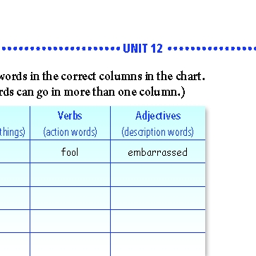 UNIT 12
words in the correct columns in the chart.
rds can go in more than one column.)
Verbs Adjectives
things) (action words) (description words)
fool embarrassed